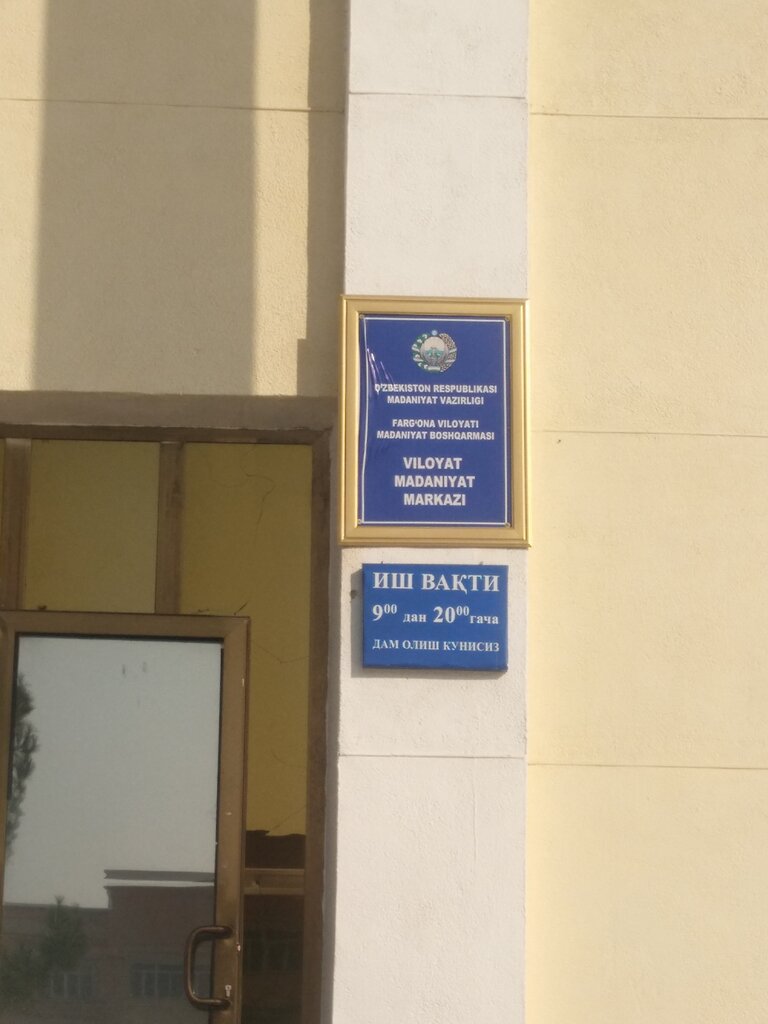 O'ZBEKISTON RESPUBLIKASI
MADANIYAT VAZIRLIGI
FARG'ONA VILOYATI
MADANIYAT BOSHQARMASI
VILOYAT
MADANIYAT
MARKAZI
ИШ ВАҚТИ
9⁰⁰ дан 20⁰⁰ гача
ДАМ ОЛИШ КУНИСИЗ